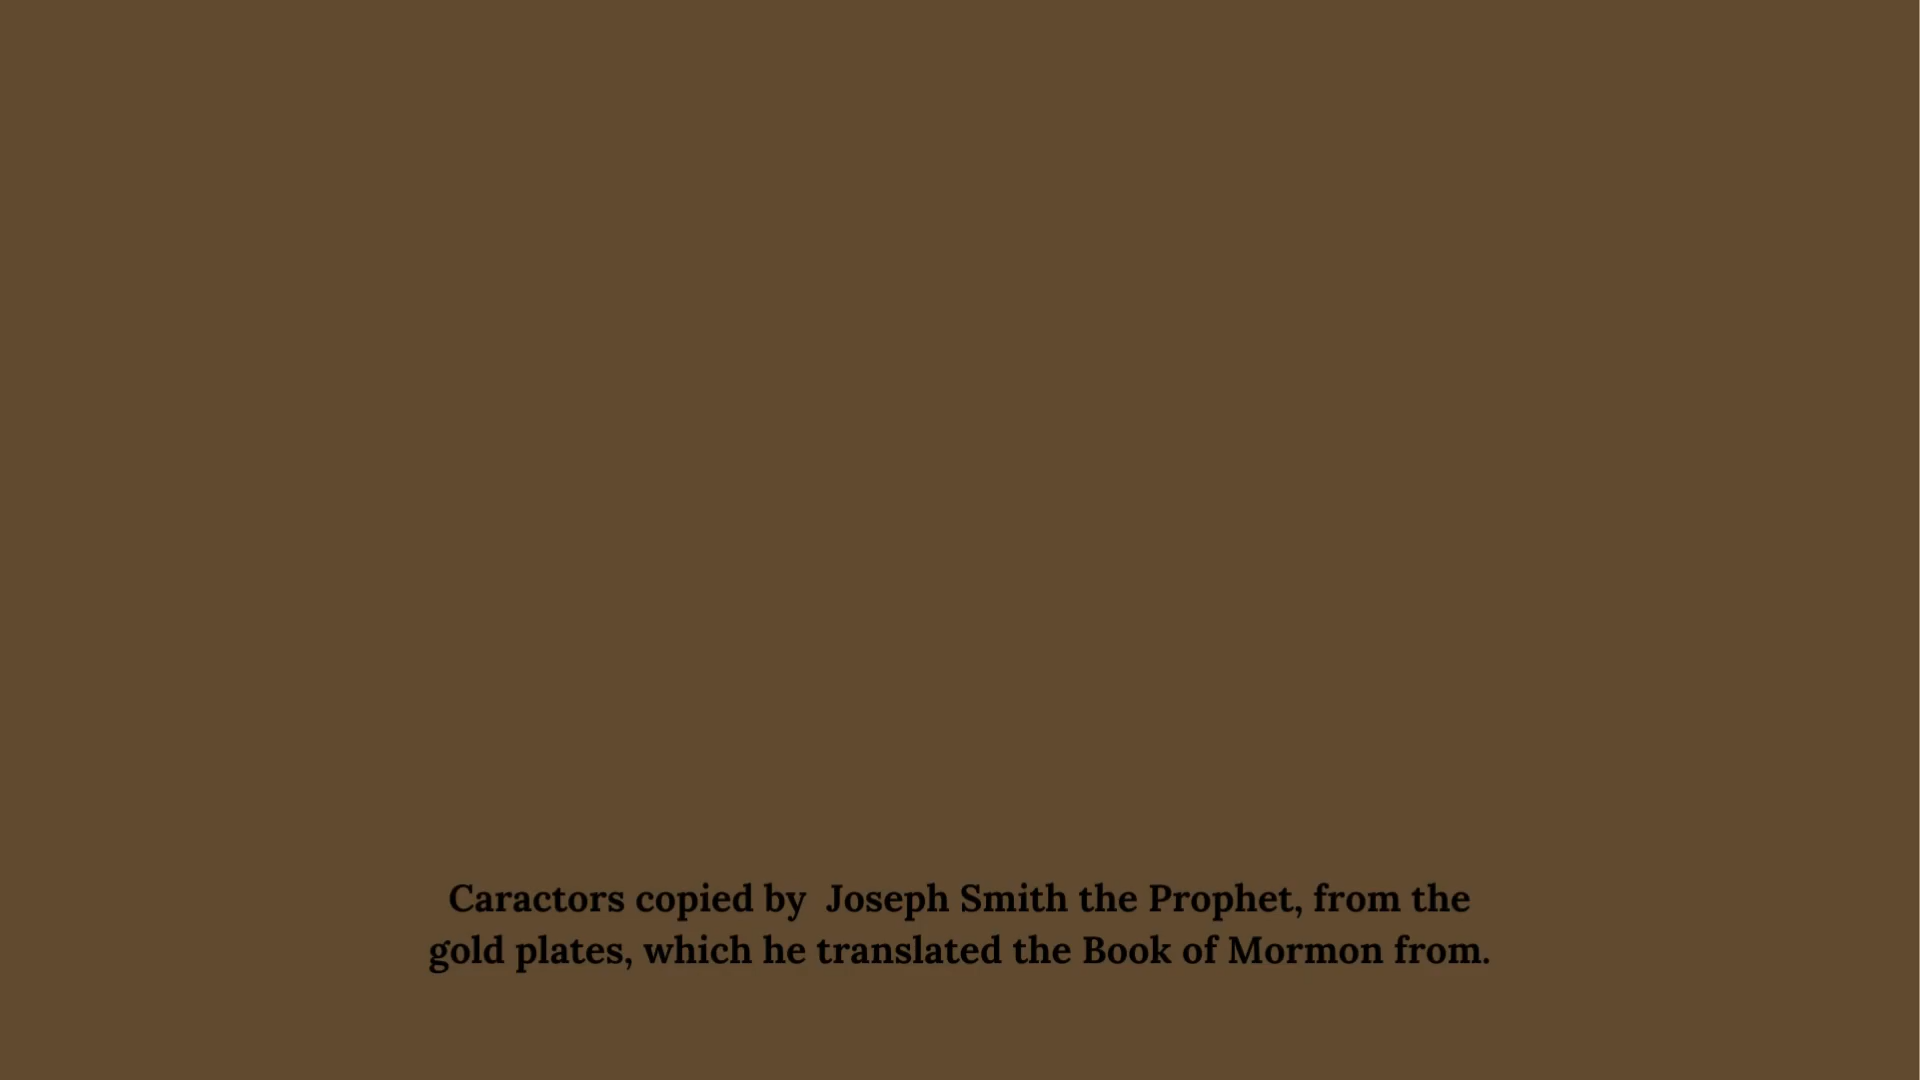 Caractors copied by  Joseph Smith the Prophet, from the
gold plates, which he translated the Book of Mormon from.